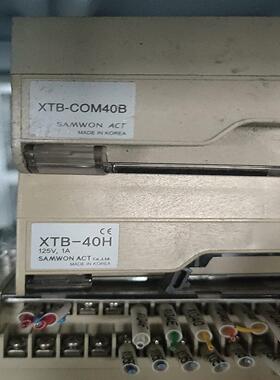 XTB-COM40B
SAMWON ACT
MADE IN KOREA
CE
XTB-40H
125V, 1A
SAMWON ACT
MADE IN KOREA